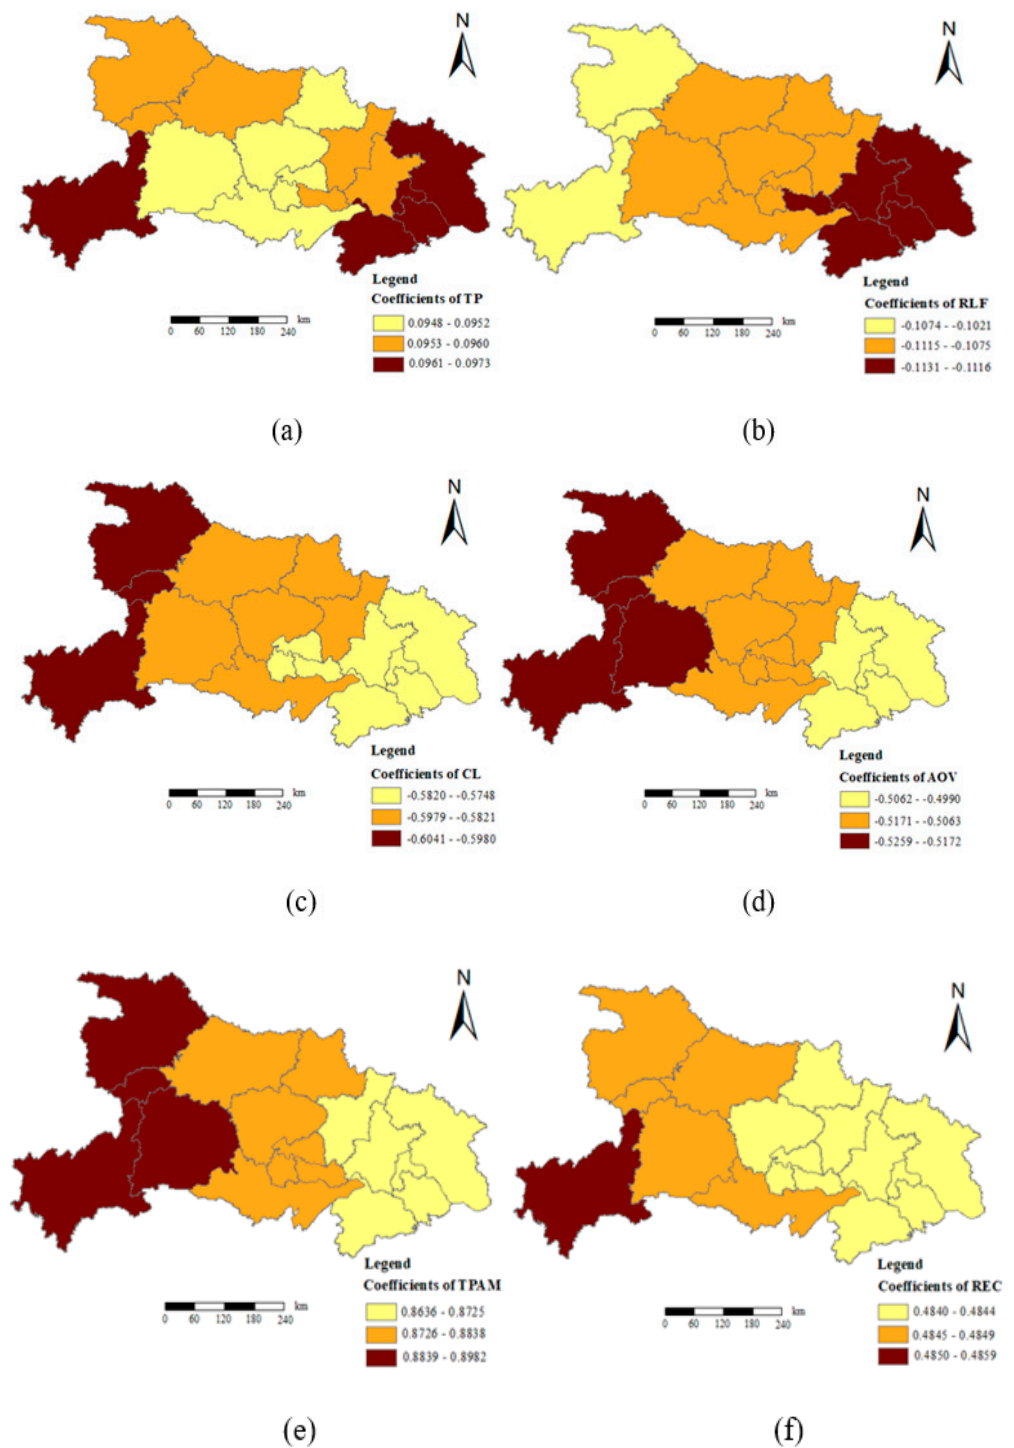 N
Legend
Coefficients of TP
0.0948 - 0.0952
0.0953 - 0.0960
0.0961 - 0.0973
km
0 60 120 180 240
(a)
N
Legend
Coefficients of RLF
-0.1074 - -0.1021
-0.1115 - -0.1075
-0.1131 - -0.1116
km
0 60 120 180 240
(b)
N
Legend
Coefficients of CL
-0.5820 - -0.5748
-0.5979 - -0.5821
-0.6041 - -0.5980
km
0 60 120 180 240
(c)
N
Legend
Coefficients of AOV
-0.5062 - -0.4990
-0.5171 - -0.5063
-0.5259 - -0.5172
km
0 60 120 180 240
(d)
N
Legend
Coefficients of TPAM
0.8636 - 0.8725
0.8726 - 0.8838
0.8839 - 0.8982
km
0 60 120 180 240
(e)
N
Legend
Coefficients of REC
0.4840 - 0.4844
0.4845 - 0.4849
0.4850 - 0.4859
km
0 60 120 180 240
(f)